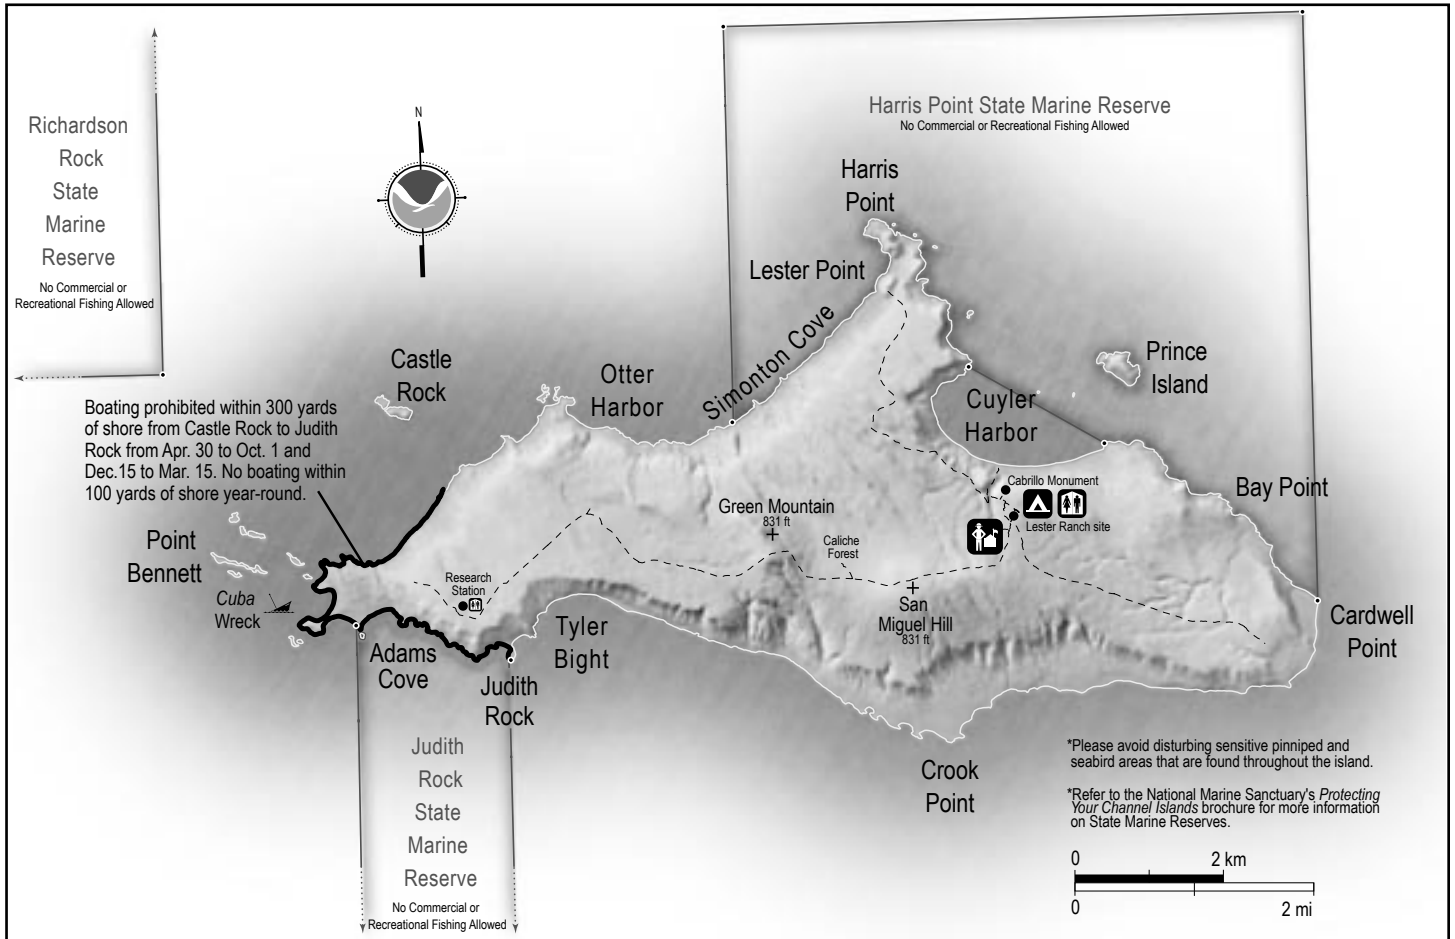 Richardson
Rock
State
Marine
Reserve
No Commercial or
Recreational Fishing Allowed
N
Harris Point State Marine Reserve
No Commercial or Recreational Fishing Allowed
Harris
Point
Lester Point
Simonton Cove
Castle
Rock
Otter
Harbor
Prince
Island
Cuyler
Harbor
Boating prohibited within 300 yards
of shore from Castle Rock to Judith
Rock from Apr. 30 to Oct. 1 and
Dec.15 to Mar. 15. No boating within
100 yards of shore year-round.
Cabrillo Monument
Bay Point
Green Mountain
831 ft
Lester Ranch site
Point
Bennett
Caliche
Forest
Research
Station
Cuba
Wreck
San
Miguel Hill
831 ft
Cardwell
Point
Tyler
Bight
Adams
Cove
Judith
Rock
Judith
Rock
State
Marine
Reserve
No Commercial or
Recreational Fishing Allowed
Crook
Point
*Please avoid disturbing sensitive pinniped and
seabird areas that are found throughout the island.
*Refer to the National Marine Sanctuary's Protecting
Your Channel Islands brochure for more information
on State Marine Reserves.
0 2 km
0 2 mi